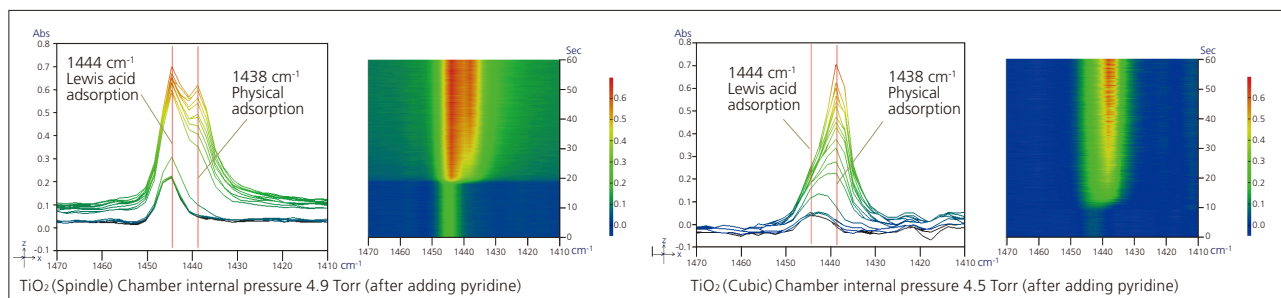 Abs
0.8
0.7
0.6
0.5
0.4
0.3
0.2
0.1
0.0
-0.1
1444 cm-1
Lewis acid
adsorption
1438 cm-1
Physical
adsorption
z
x
1470 1460 1450 1440 1430 1420 1410 cm-1
Sec
60
50
40
30
20
10
0
1470 1460 1450 1440 1430 1420 1410 cm-1
0.6
0.5
0.4
0.3
0.2
0.1
0.0
TiO2 (Spindle) Chamber internal pressure 4.9 Torr (after adding pyridine)
Abs
0.8
0.7
0.6
0.5
0.4
0.3
0.2
0.1
0.0
-0.1
1444 cm-1
Lewis acid
adsorption
1438 cm-1
Physical
adsorption
z
x
1470 1460 1450 1440 1430 1420 1410 cm-1
Sec
60
50
40
30
20
10
0
1470 1460 1450 1440 1430 1420 1410 cm-1
0.6
0.5
0.4
0.3
0.2
0.1
0.0
TiO2 (Cubic) Chamber internal pressure 4.5 Torr (after adding pyridine)